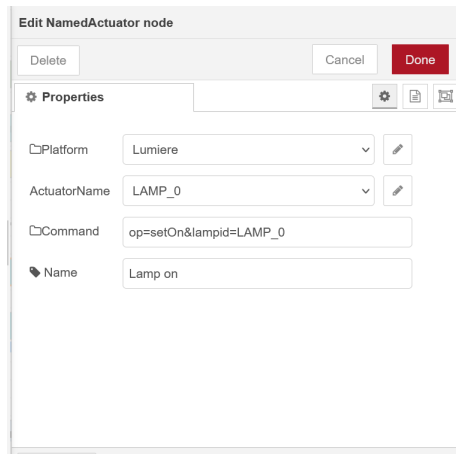 Edit NamedActuator node
Delete Cancel Done
Properties
Platform Lumiere
ActuatorName LAMP_0
Command op=setOn&lampid=LAMP_0
Name Lamp on